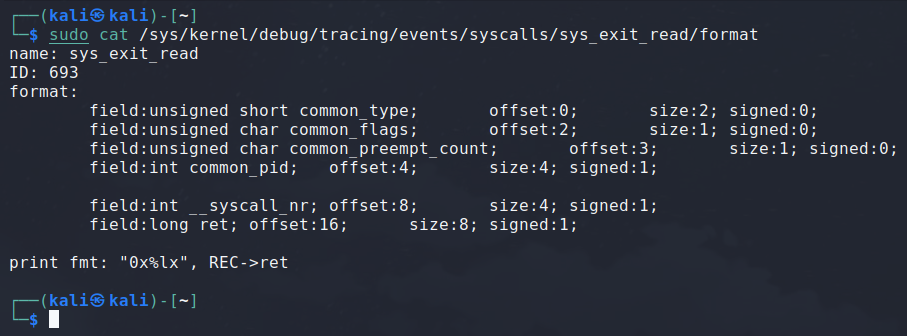 ┌──(kali㉿kali)-[~]
└─$ sudo cat /sys/kernel/debug/tracing/events/syscalls/sys_exit_read/format
name: sys_exit_read
ID: 693
format:
        field:unsigned short common_type;       offset:0;       size:2; signed:0;
        field:unsigned char common_flags;       offset:2;       size:1; signed:0;
        field:unsigned char common_preempt_count;       offset:3;       size:1; signed:0;
        field:int common_pid;   offset:4;       size:4; signed:1;

        field:int __syscall_nr; offset:8;       size:4; signed:1;
        field:long ret; offset:16;      size:8; signed:1;

print fmt: "0x%lx", REC->ret

┌──(kali㉿kali)-[~]
└─$